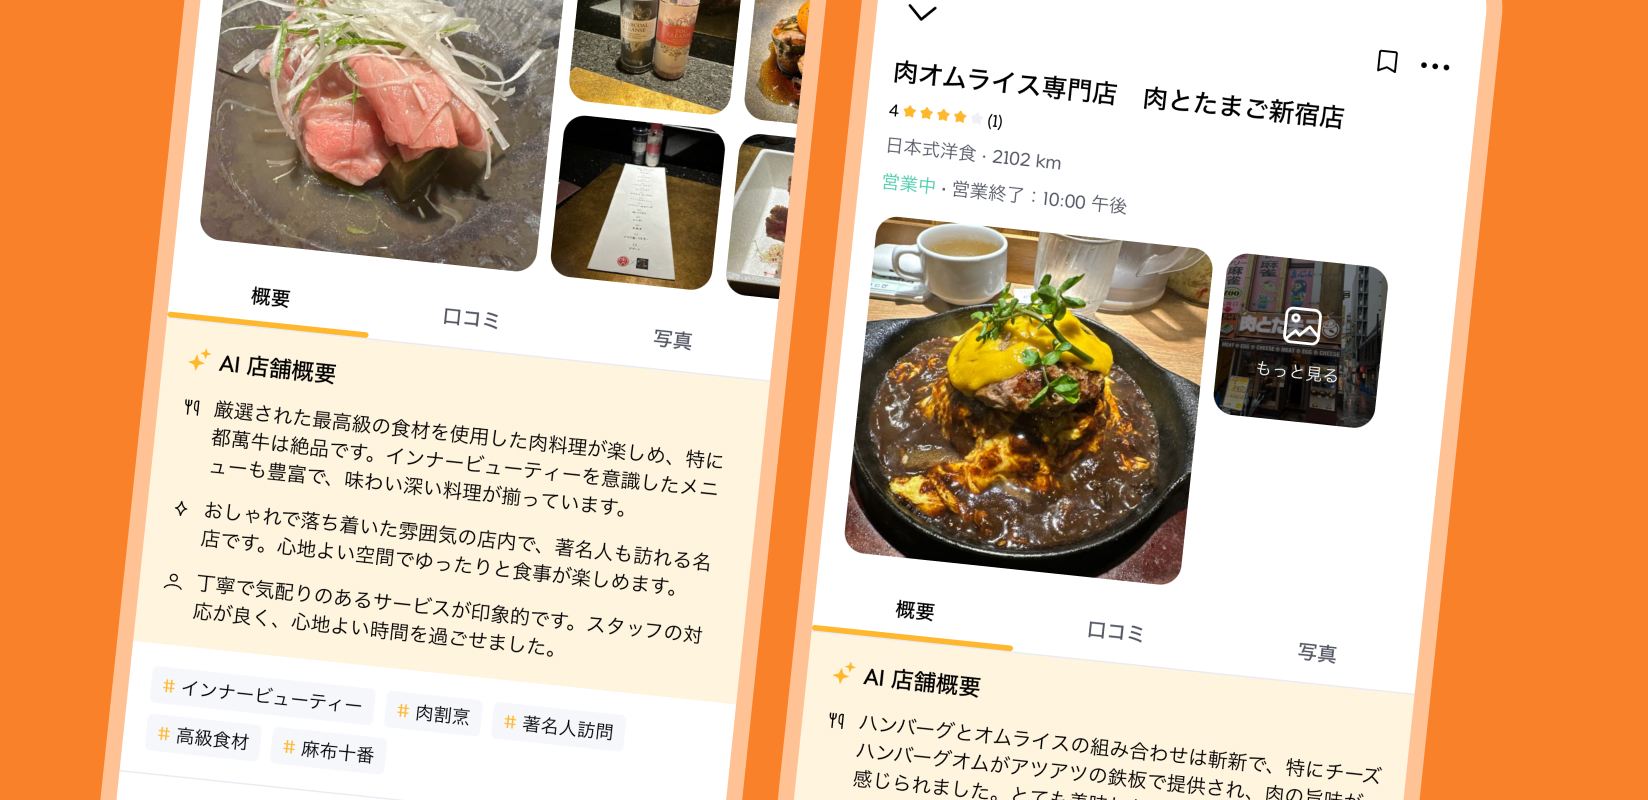 概要
口コミ
写真
AI 店舗概要
厳選された最高級の食材を使用した肉料理が楽しめ、特に
都萬牛は絶品です。インナービューティーを意識したメニ
ューも豊富で、味わい深い料理が揃っています。
おしゃれで落ち着いた雰囲気の店内で、著名人も訪れる名
店です。心地よい空間でゆったりと食事が楽しめます。
丁寧で気配りのあるサービスが印象的です。スタッフの対
応が良く、心地よい時間を過ごせました。
# インナービューティー
# 肉割烹
# 著名人訪問
# 高級食材
# 麻布十番
肉オムライス専門店　肉とたまご新宿店
4 (1)
日本式洋食 · 2102 km
営業中 · 営業終了：10:00 午後
麻雀
肉とたまご
もっと見る
概要
口コミ
写真
AI 店舗概要
ハンバーグとオムライスの組み合わせは斬新で、特にチーズ
ハンバーグオムがアツアツの鉄板で提供され、肉の旨味が
感じられました。とても美味し